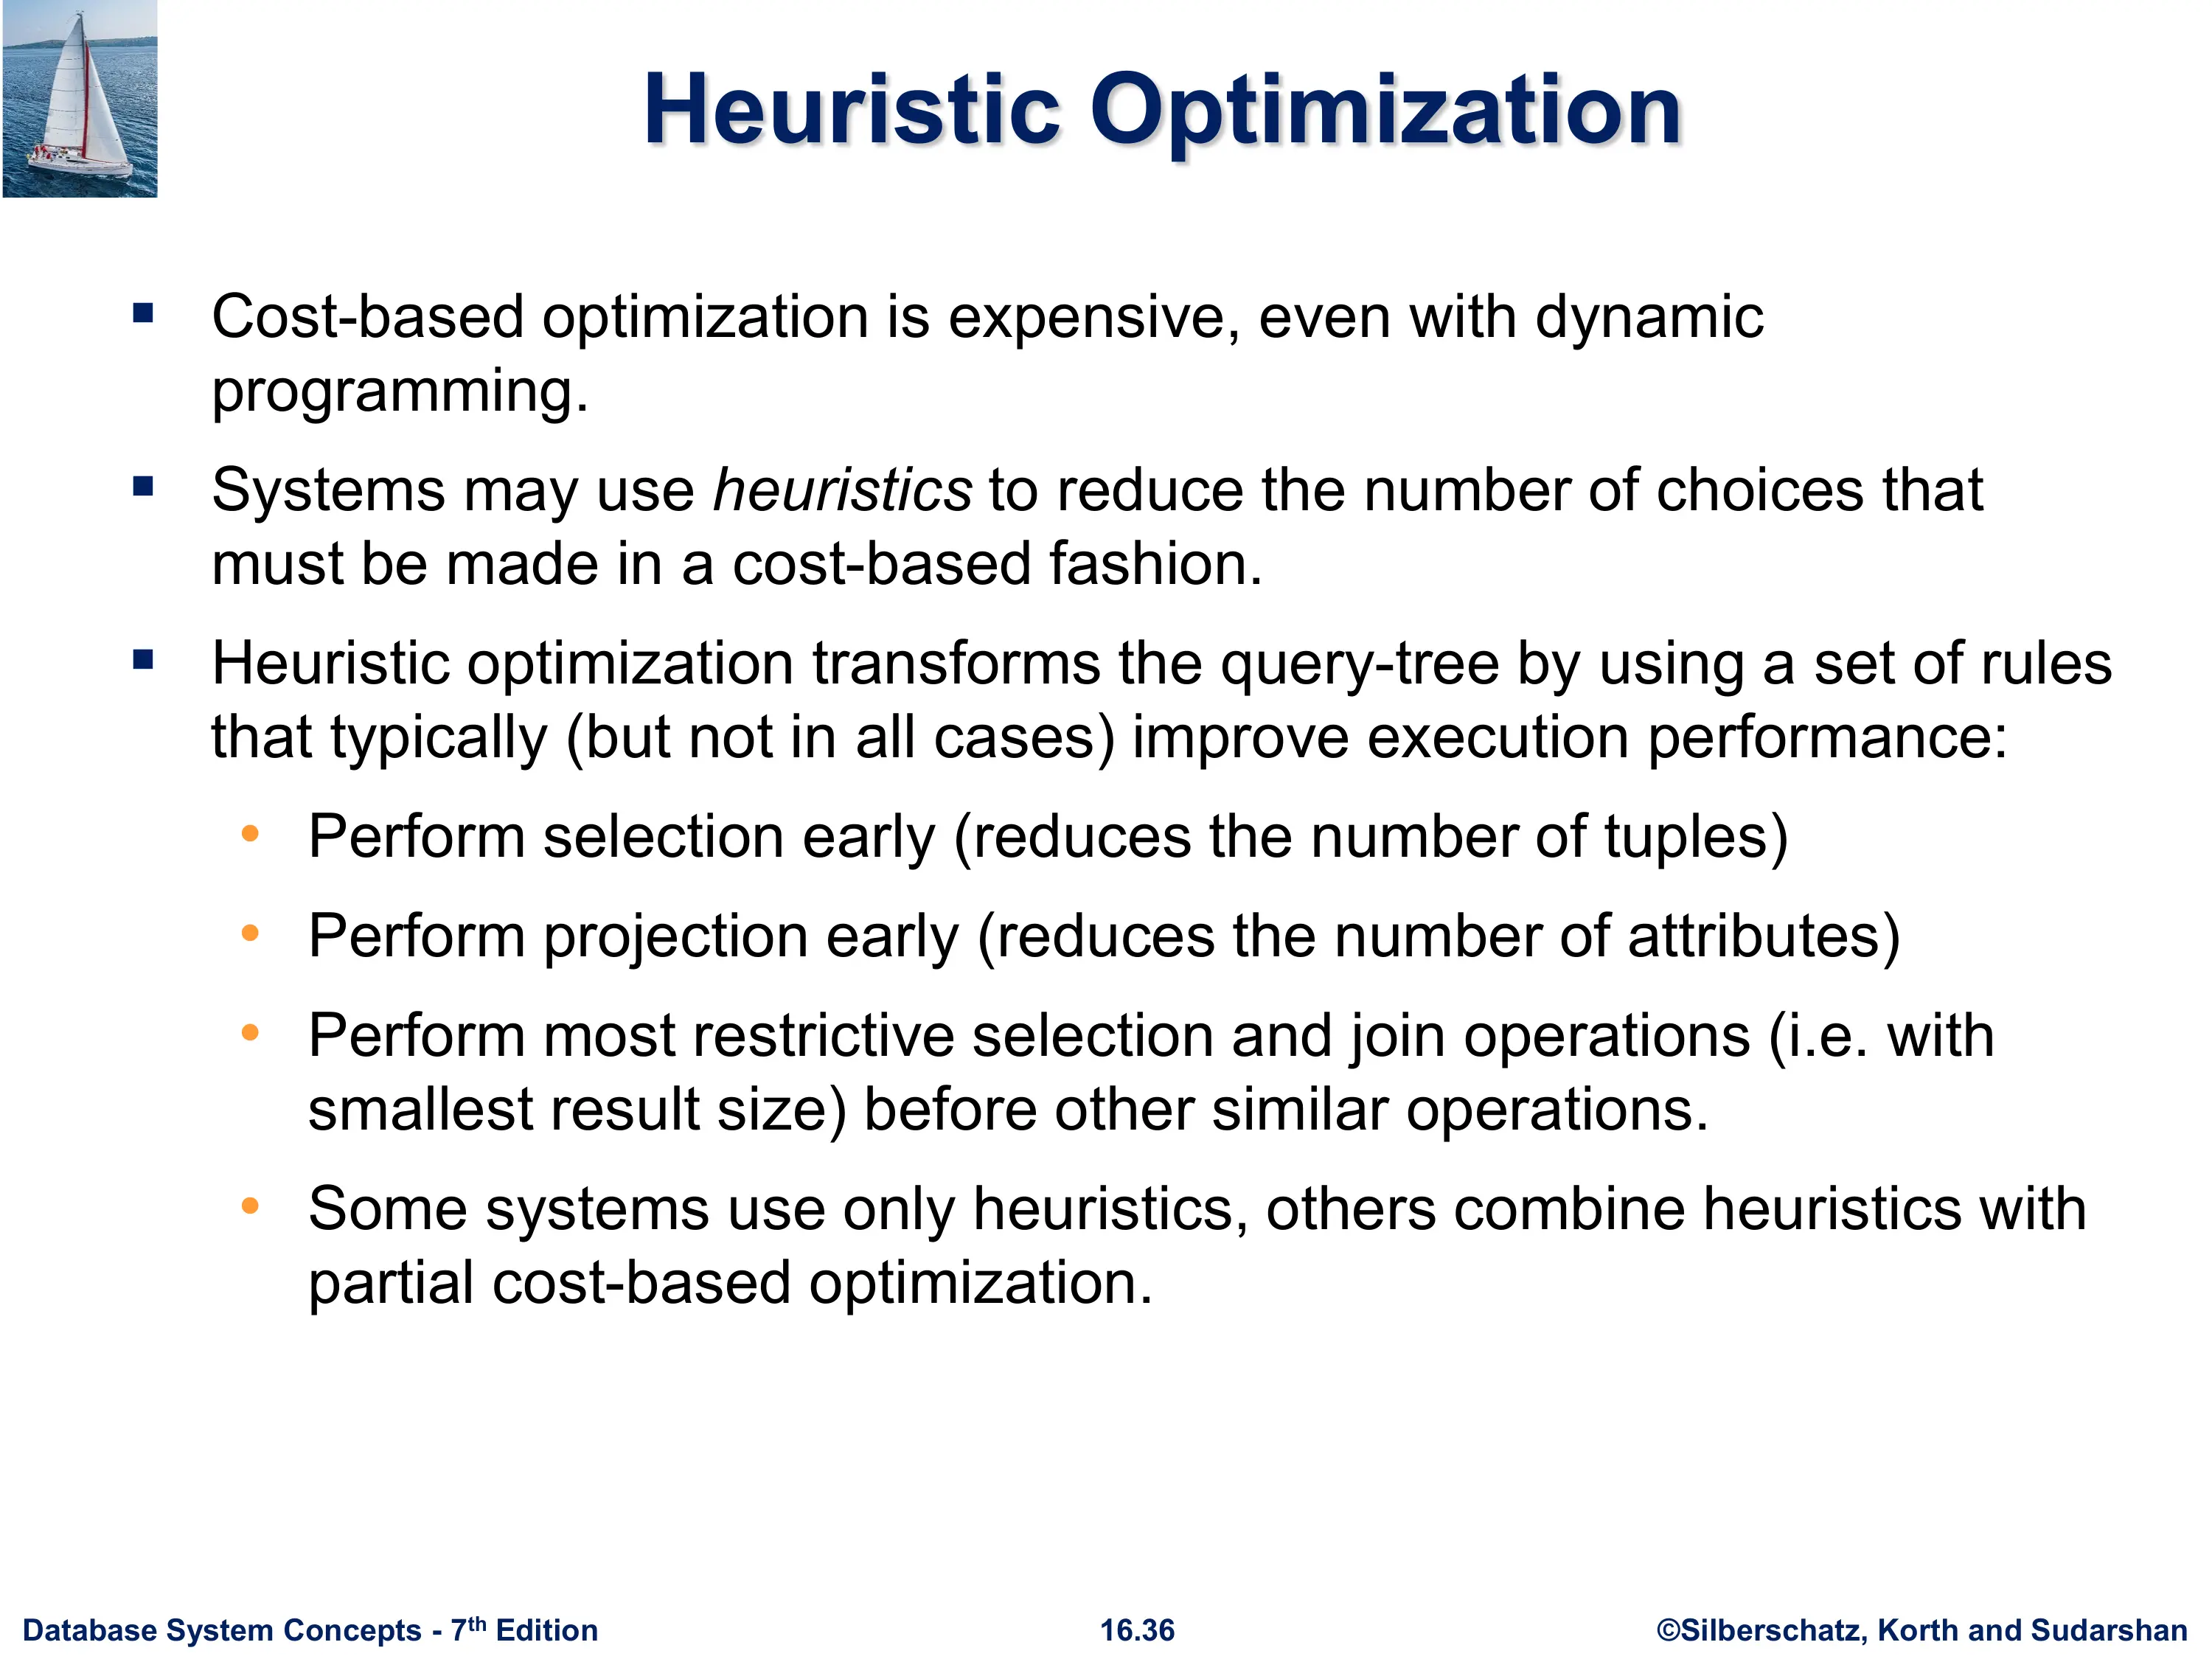 Heuristic Optimization
▪ Cost-based optimization is expensive, even with dynamic
programming.
▪ Systems may use heuristics to reduce the number of choices that
must be made in a cost-based fashion.
▪ Heuristic optimization transforms the query-tree by using a set of rules
that typically (but not in all cases) improve execution performance:
• Perform selection early (reduces the number of tuples)
• Perform projection early (reduces the number of attributes)
• Perform most restrictive selection and join operations (i.e. with
smallest result size) before other similar operations.
• Some systems use only heuristics, others combine heuristics with
partial cost-based optimization.
Database System Concepts - 7th Edition
16.36
©Silberschatz, Korth and Sudarshan